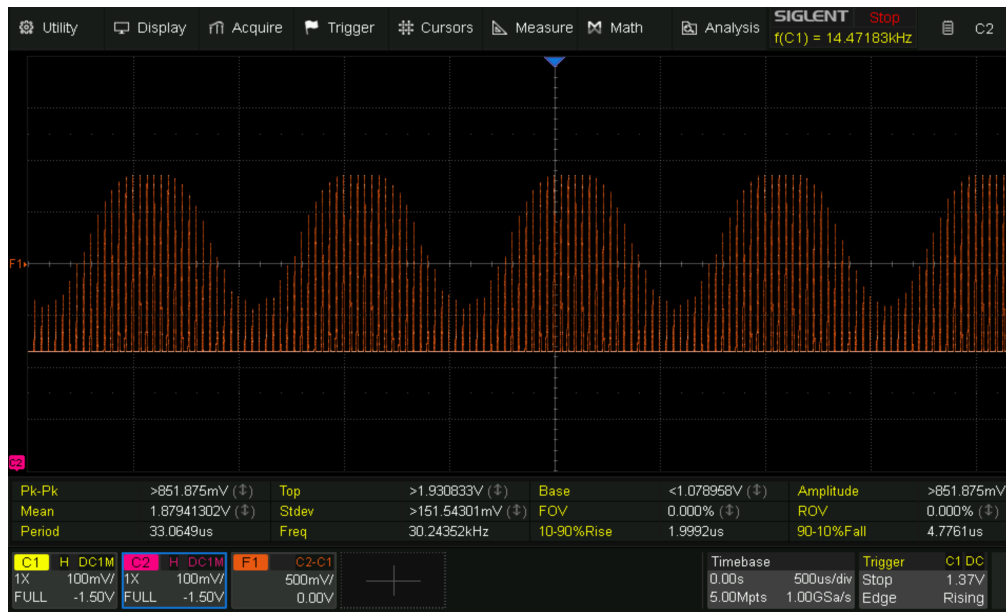 Utility Display Acquire Trigger Cursors Measure Math Analysis SIGLENT Stop C2
f(C1) = 14.47183kHz
F1
C2
Pk-Pk >851.875mV (⇕) Top >1.930833V (⇕) Base <1.078958V (⇕) Amplitude >851.875mV
Mean 1.87941302V (⇕) Stdev >151.54301mV (⇕) FOV 0.000% (⇕) ROV 0.000% (⇕)
Period 33.0649us Freq 30.24352kHz 10-90%Rise 1.9992us 90-10%Fall 4.7761us
C1 H DC1M C2 H DC1M F1 C2-C1 Timebase Trigger C1 DC
1X 100mV/ 1X 100mV/ 500mV/ 0.00s 500us/div Stop 1.37V
FULL -1.50V FULL -1.50V 0.00V 5.00Mpts 1.00GSa/s Edge Rising